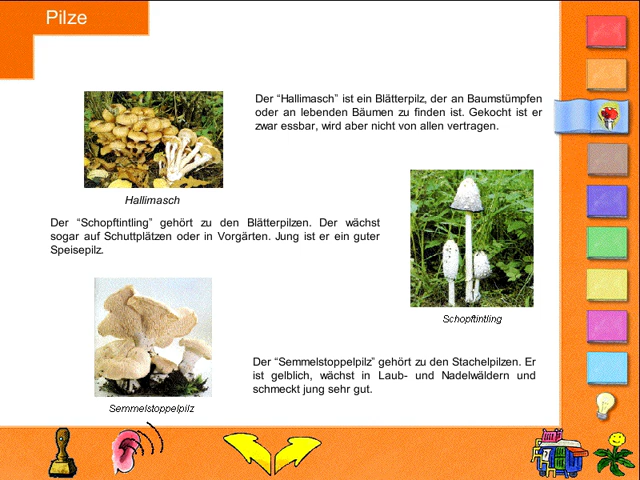 Pilze
Der “Hallimasch” ist ein Blätterpilz, der an Baumstümpfen
oder an lebenden Bäumen zu finden ist. Gekocht ist er
zwar essbar, wird aber nicht von allen vertragen.
Hallimasch
Der “Schopftintling” gehört zu den Blätterpilzen. Der wächst
sogar auf Schuttplätzen oder in Vorgärten. Jung ist er ein guter
Speisepilz.
Schopftintling
Der “Semmelstoppelpilz” gehört zu den Stachelpilzen. Er
ist gelblich, wächst in Laub- und Nadelwäldern und
schmeckt jung sehr gut.
Semmelstoppelpilz